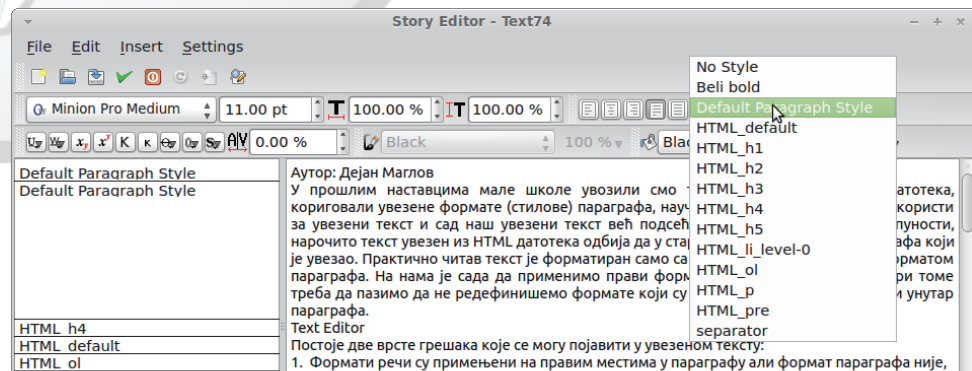 Story Editor - Text74
File Edit Insert Settings
Minion Pro Medium 11.00 pt 100.00 % 100.00 %
0.00 % Black 100 %
No Style
Beli bold
Default Paragraph Style
HTML_default
HTML_h1
HTML_h2
HTML_h3
HTML_h4
HTML_h5
HTML_li_level-0
HTML_ol
HTML_p
HTML_pre
separator
Default Paragraph Style
Default Paragraph Style
HTML_h4
HTML_default
HTML_ol
Аутор: Дејан Маглов
У прошлим наставцима мале школе увозили смо
кориговали увезене формате (стилове) параграфа, користи
за увезени текст и сад наш увезени текст већ
нарочито текст увезен из HTML датотека одбија да у који
је увезао. Практично читав текст је форматиран само
параграфа. На нама је сада да применимо прави при томе
треба да пазимо да не редефинишемо формате који су унутар
параграфа.
Text Editor
Постоје две врсте грешака које се могу појавити у увезеном тексту:
1. Формати речи су примењени на правим местима у параграфу али формат параграфа није,